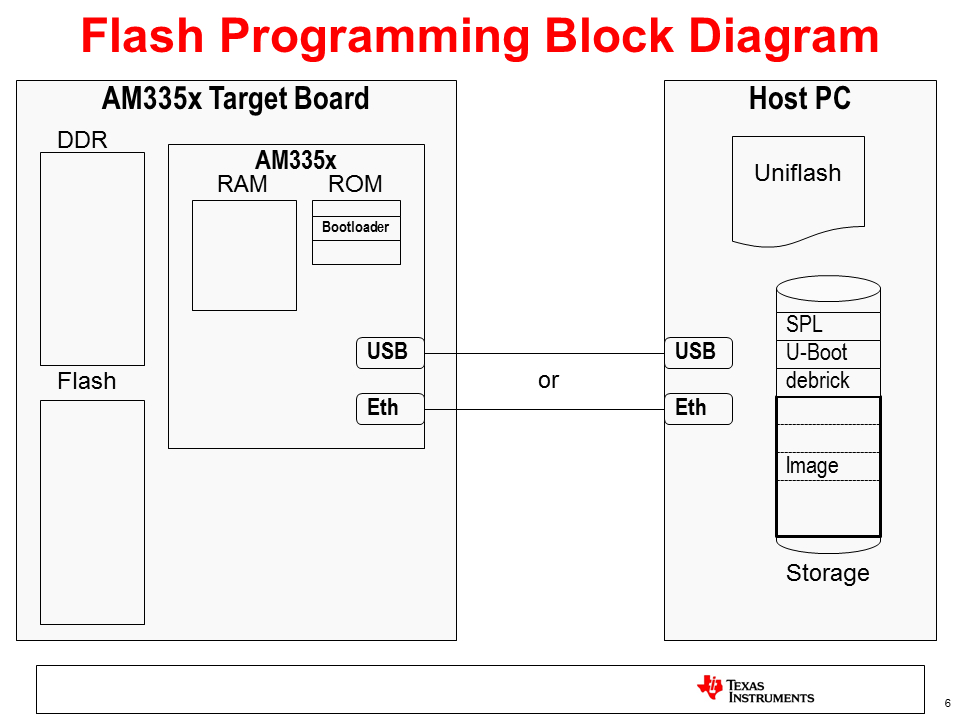 Flash Programming Block Diagram
AM335x Target Board
DDR
AM335x
RAM
ROM
Bootloader
USB
Eth
Flash
or
Host PC
Uniflash
USB
Eth
SPL
U-Boot
debrick
Image
Storage
TEXAS
INSTRUMENTS
6